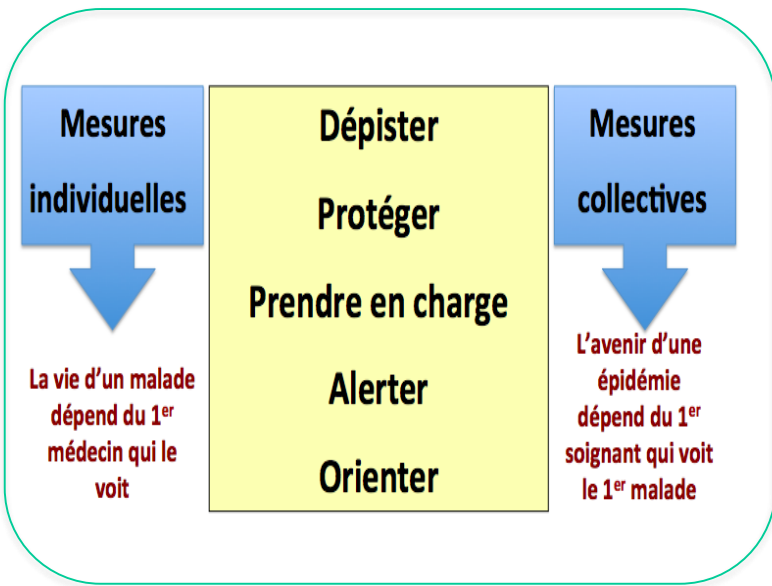 Mesures
individuelles
La vie d’un malade
dépend du 1er
médecin qui le
voit
Dépister
Protéger
Prendre en charge
Alerter
Orienter
Mesures
collectives
L’avenir d’une
épidémie
dépend du 1er
soignant qui voit
le 1er malade